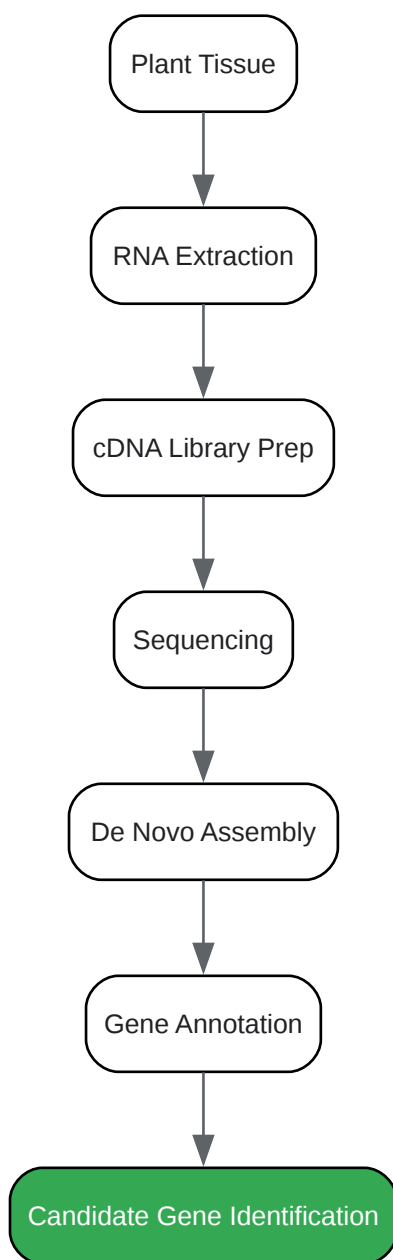 Plant Tissue
RNA Extraction
cDNA Library Prep
Sequencing
De Novo Assembly
Gene Annotation
Candidate Gene Identification